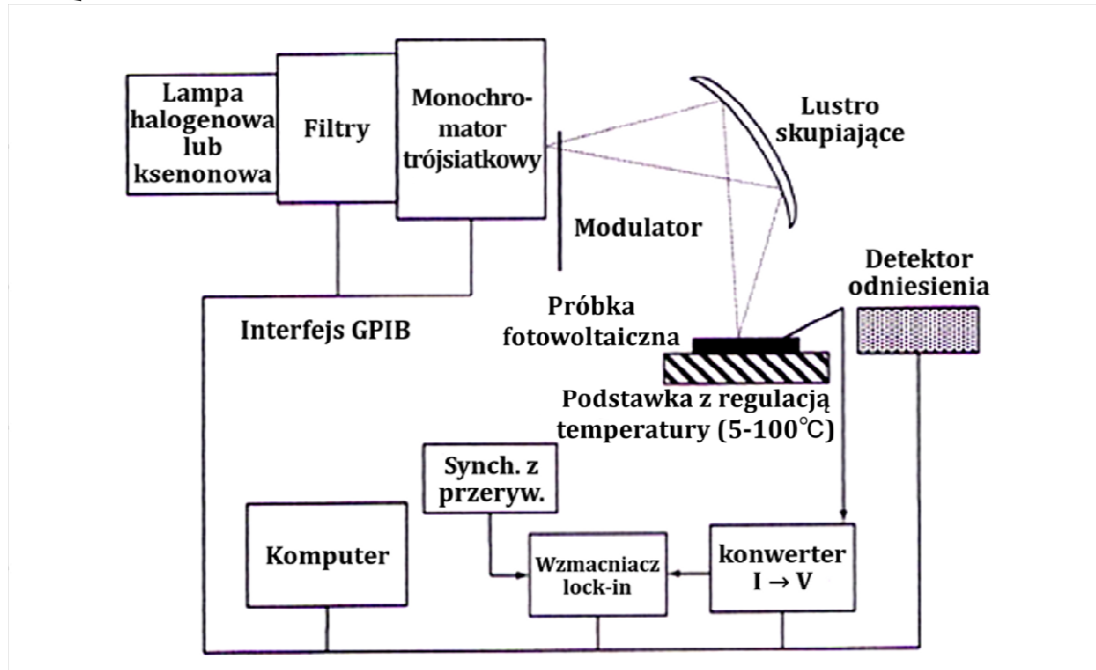 Lampa
halogenowa
lub
ksenonowa
Filtry
Monochro-
mator
trójsiatkowy
Lustro
skupiające
Modulator
Detektor
odniesienia
Interfejs GPIB
Próbka
fotowoltaiczna
Podstawka z regulacją
temperatury (5-100℃)
Synch. z
przeryw.
Komputer
Wzmacniacz
lock-in
konwerter
I → V